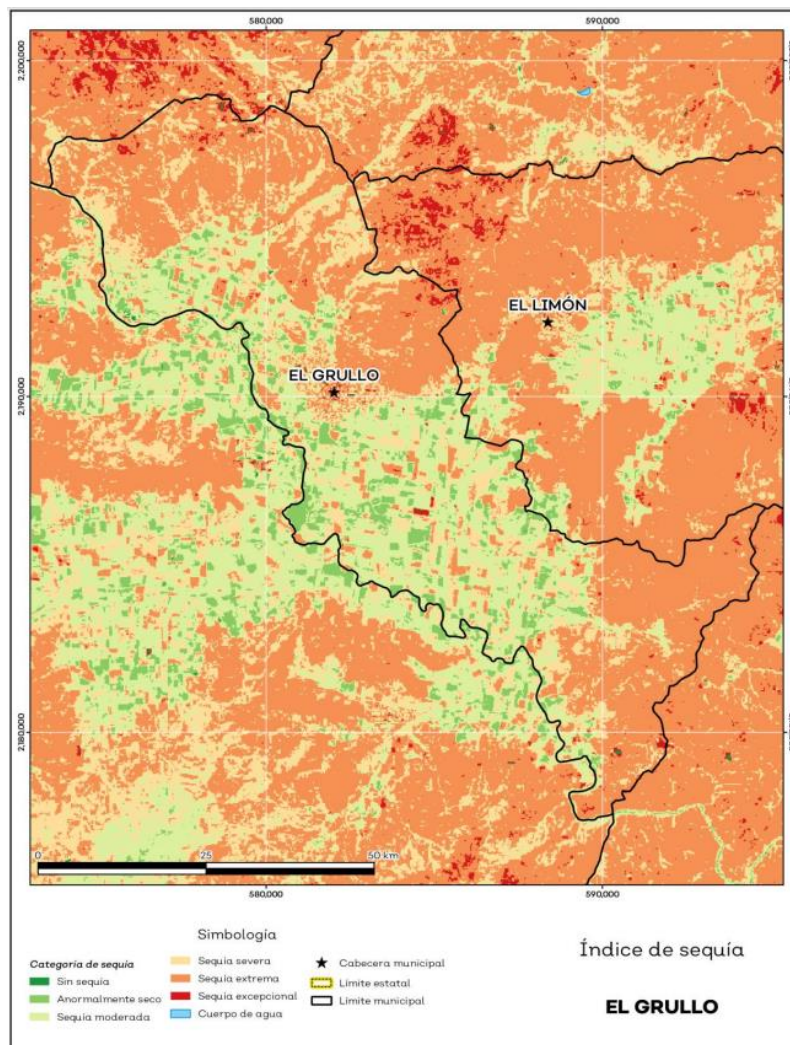 580,000 590,000
2,200,000
EL LIMÓN
EL GRULLO
2,190,000
2,180,000
0 25 50 km
580,000 590,000
Simbología
Categoría de sequía
Sin sequía
Anormalmente seco
Sequía moderada
Sequía severa
Sequía extrema
Sequía excepcional
Cuerpo de agua
Cabecera municipal
Límite estatal
Límite municipal
Índice de sequía
EL GRULLO